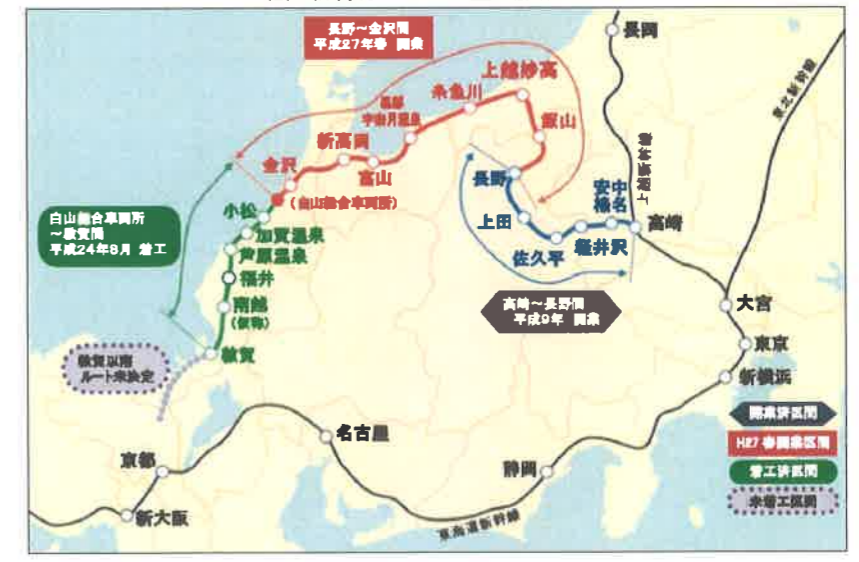 長野〜金沢間
平成27年春 開業
長岡
上越妙高
糸魚川
黒部
宇奈月温泉
飯山
東北新幹線
上越新幹線
新高岡
富山
金沢
(白山総合車両所)
長野
安中
榛名
高崎
上田
佐久平
軽井沢
白山総合車両所
〜敦賀間
平成24年8月 着工
小松
加賀温泉
芦原温泉
福井
南越
(仮称)
敦賀
高崎〜長野間
平成9年 開業
敦賀以南
ルート未決定
大宮
東京
新横浜
名古屋
京都
静岡
新大阪
東海道新幹線
開業済区間
H27春開業区間
着工済区間
未着工区間